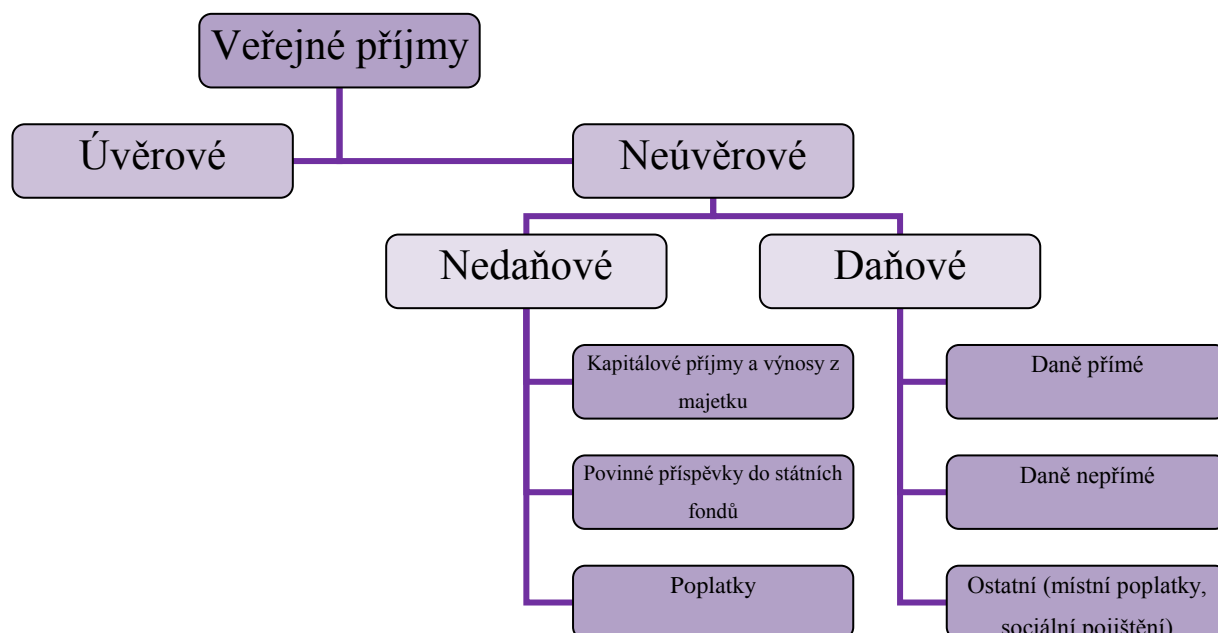 Veřejné příjmy
Úvěrové
Neúvěrové
Nedaňové
Daňové
Kapitálové příjmy a výnosy z
majetku
Povinné příspěvky do státních
fondů
Poplatky
Daně přímé
Daně nepřímé
Ostatní (místní poplatky,
sociální pojištění)